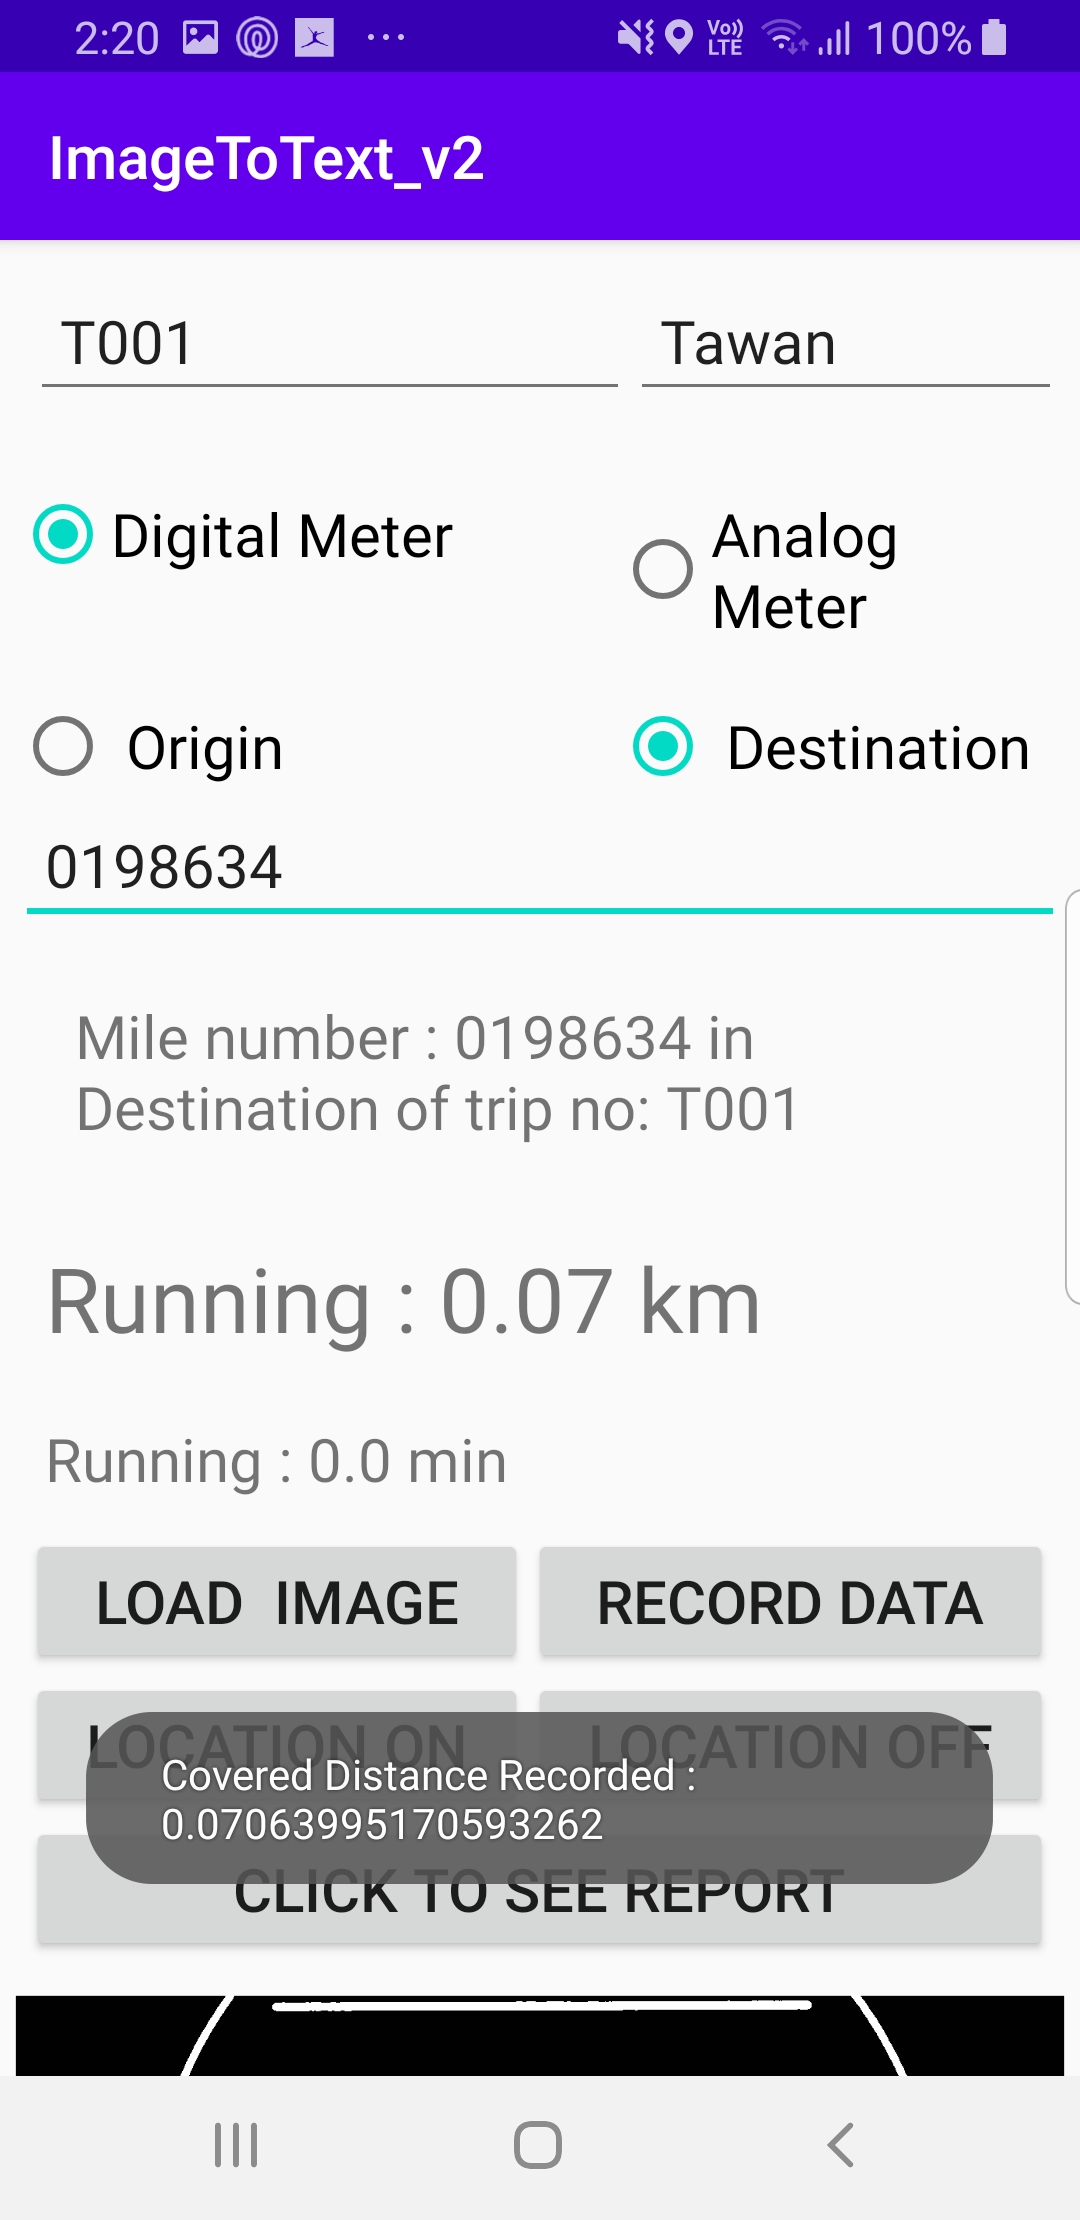 2:20 ... Vo)) LTE 100%
ImageToText_v2
T001 Tawan
Digital Meter Analog
Meter
Origin Destination
0198634
Mile number : 0198634 in
Destination of trip no: T001
Running : 0.07 km
Running : 0.0 min
LOAD IMAGE RECORD DATA
LOCATION ON LOCATION OFF
Covered Distance Recorded :
0.07063995170593262
CLICK TO SEE REPORT